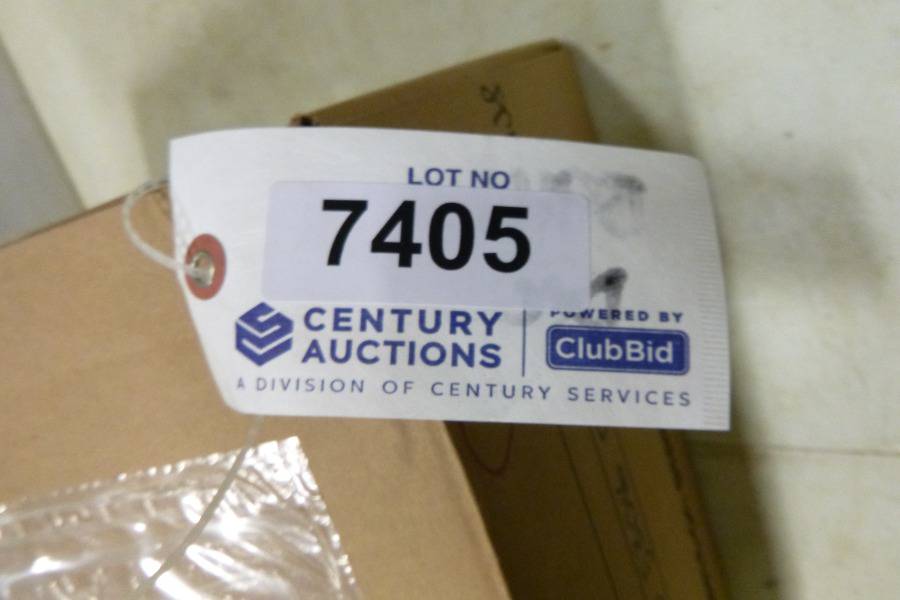 LOT NO
7405
CENTURY
AUCTIONS
POWERED BY
ClubBid
A DIVISION OF CENTURY SERVICES